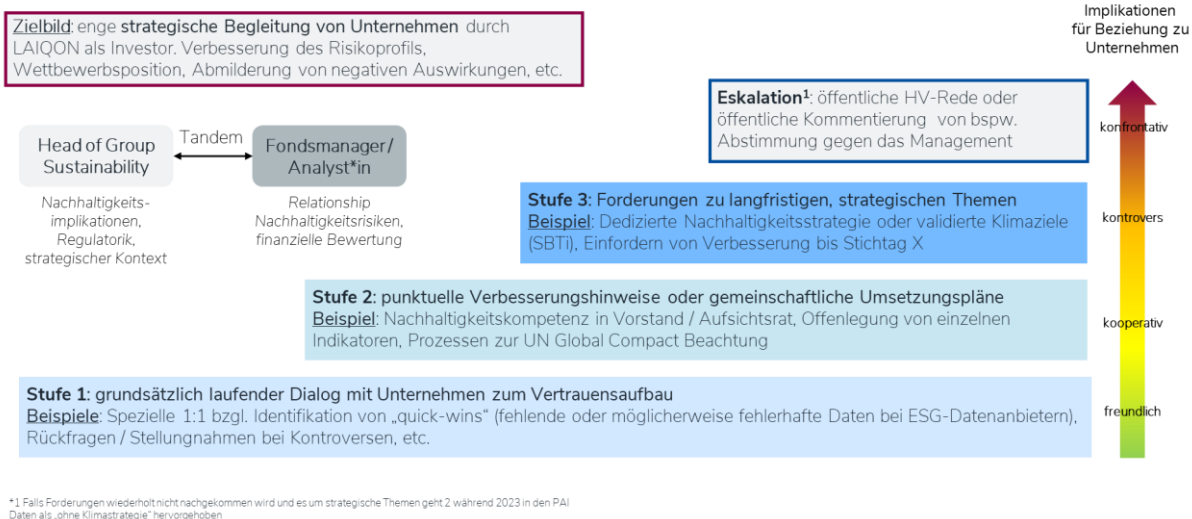 Zielbild: enge strategische Begleitung von Unternehmen durch
LAIQON als Investor. Verbesserung des Risikoprofils,
Wettbewerbsposition, Abmilderung von negativen Auswirkungen, etc.
Implikationen
für Beziehung zu
Unternehmen
Eskalation¹: öffentliche HV-Rede oder
öffentliche Kommentierung von bspw.
Abstimmung gegen das Management
konfrontativ
Head of Group
Sustainability
Tandem
Fondsmanager/
Analyst*in
Nachhaltigkeits-
implikationen,
Regulatorik,
strategischer Kontext
Relationship
Nachhaltigkeitsrisiken,
finanzielle Bewertung
Stufe 3: Forderungen zu langfristigen, strategischen Themen
Beispiel: Dedizierte Nachhaltigkeitsstrategie oder validierte Klimaziele
(SBTi), Einfordern von Verbesserung bis Stichtag X
kontrovers
Stufe 2: punktuelle Verbesserungshinweise oder gemeinschaftliche Umsetzungspläne
Beispiel: Nachhaltigkeitskompetenz in Vorstand / Aufsichtsrat, Offenlegung von einzelnen
Indikatoren, Prozessen zur UN Global Compact Beachtung
kooperativ
Stufe 1: grundsätzlich laufender Dialog mit Unternehmen zum Vertrauensaufbau
Beispiele: Spezielle 1:1 bzgl. Identifikation von „quick-wins“ (fehlende oder möglicherweise fehlerhafte Daten bei ESG-Datenanbietern),
Rückfragen / Stellungnahmen bei Kontroversen, etc.
freundlich
*1 Falls Forderungen wiederholt nicht nachgekommen wird und es um strategische Themen geht 2 während 2023 in den PAI
Daten als „ohne Klimastrategie“ hervorgehoben